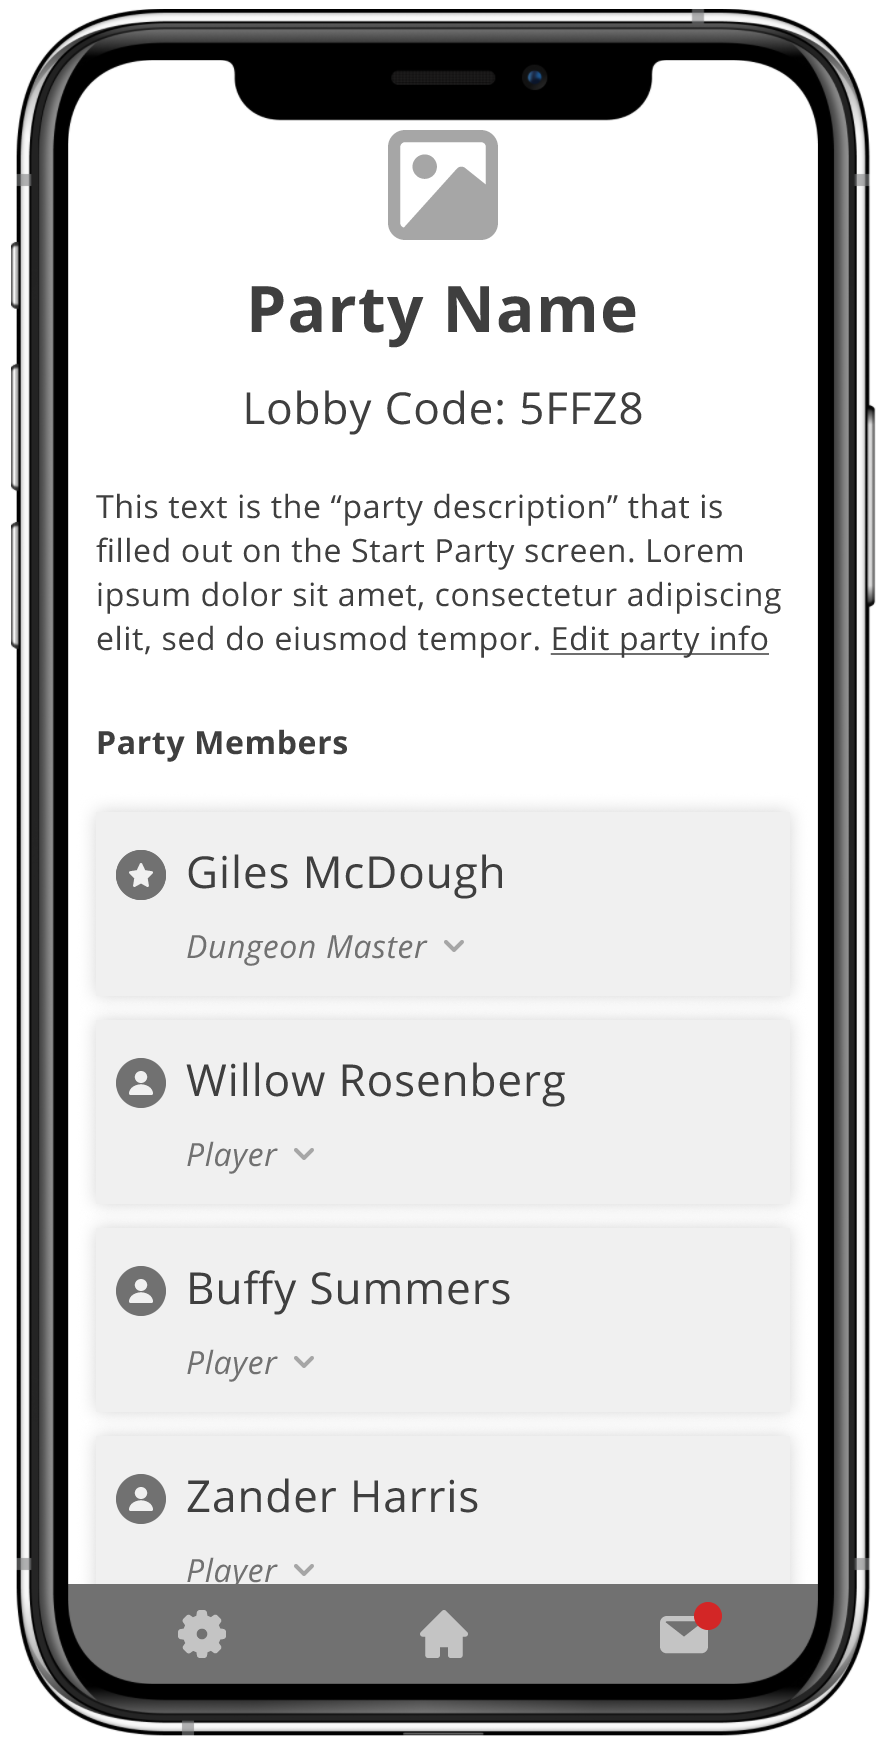 Party Name
Lobby Code: 5FFZ8
This text is the “party description” that is
filled out on the Start Party screen. Lorem
ipsum dolor sit amet, consectetur adipiscing
elit, sed do eiusmod tempor. Edit party info
Party Members
Giles McDough
Dungeon Master
Willow Rosenberg
Player
Buffy Summers
Player
Zander Harris
Player